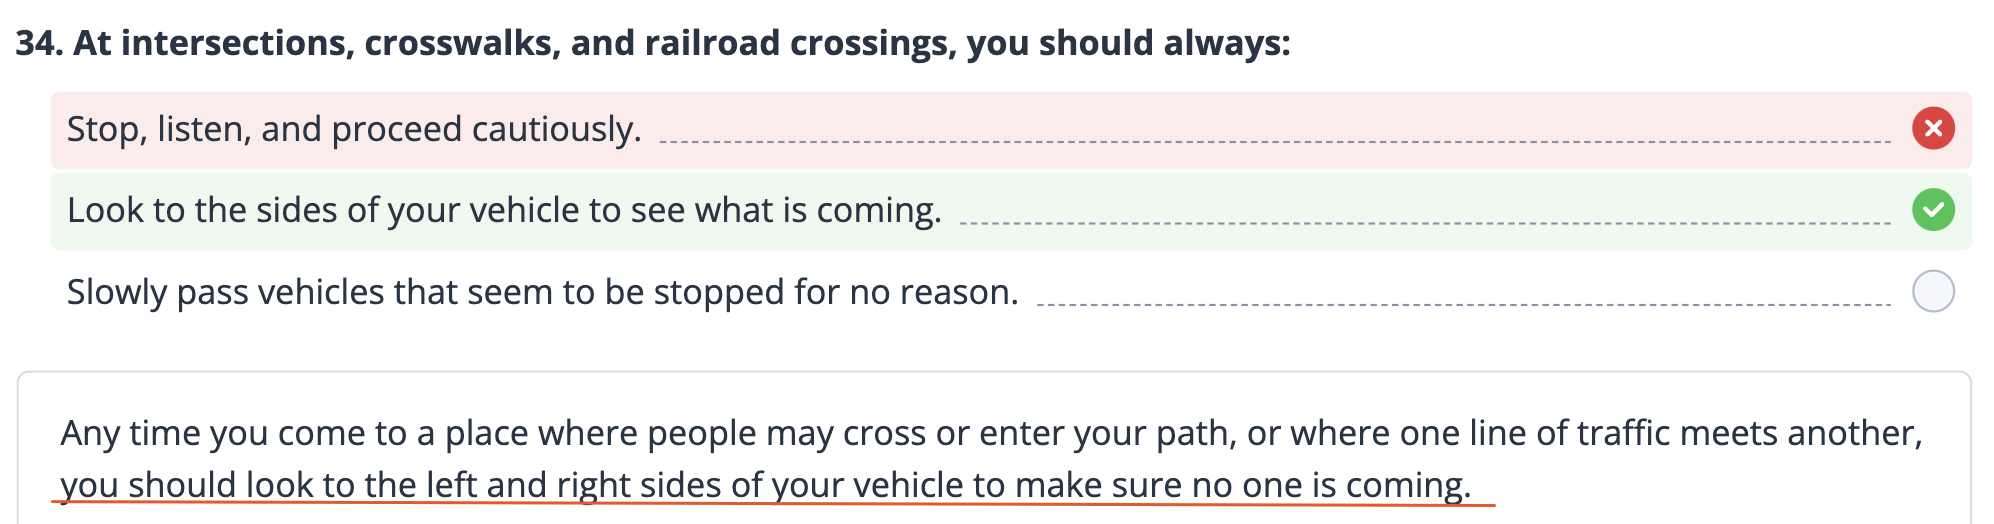 34. At intersections, crosswalks, and railroad crossings, you should always:
Stop, listen, and proceed cautiously.
Look to the sides of your vehicle to see what is coming.
Slowly pass vehicles that seem to be stopped for no reason.
Any time you come to a place where people may cross or enter your path, or where one line of traffic meets another,
you should look to the left and right sides of your vehicle to make sure no one is coming.